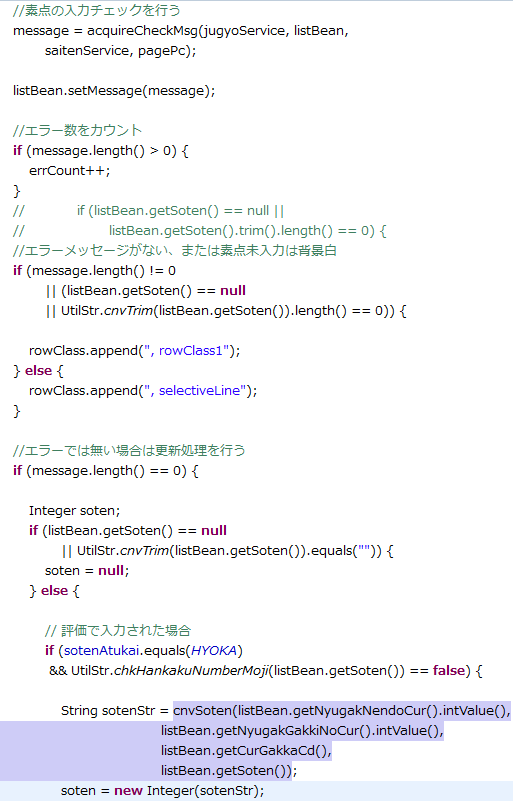 //素点の入力チェックを行う
message = acquireCheckMsg(jugyoService, listBean,
saitenService, pagePc);
listBean.setMessage(message);
//エラー数をカウント
if (message.length() > 0) {
errCount++;
}
// if (listBean.getSoten() == null ||
// listBean.getSoten().trim().length() == 0) {
//エラーメッセージがない、または素点未入力は背景白
if (message.length() != 0
|| (listBean.getSoten() == null
|| UtilStr.cnvTrim(listBean.getSoten()).length() == 0)) {
rowClass.append(", rowClass1");
} else {
rowClass.append(", selectiveLine");
}
//エラーでは無い場合は更新処理を行う
if (message.length() == 0) {
Integer soten;
if (listBean.getSoten() == null
|| UtilStr.cnvTrim(listBean.getSoten()).equals("")) {
soten = null;
} else {
// 評価で入力された場合
if (sotenAtukai.equals(HYOKA)
&& UtilStr.chkHankakuNumberMoji(listBean.getSoten()) == false) {
String sotenStr = cnvSoten(listBean.getNyugakNendoCur().intValue(),
listBean.getNyugakGakkiNoCur().intValue(),
listBean.getCurGakkaCd(),
listBean.getSoten());
soten = new Integer(sotenStr);